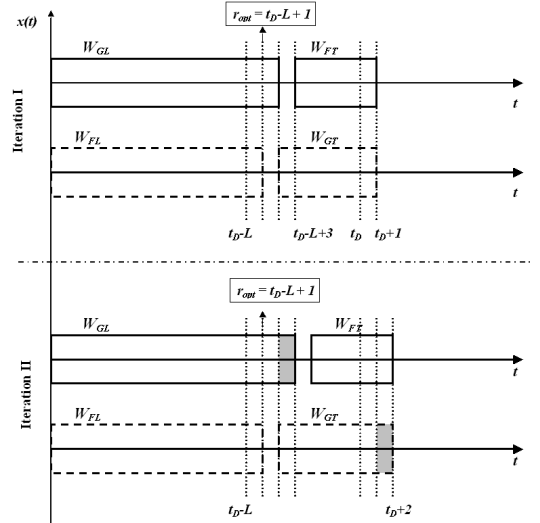 x(t)
r_opt = t_D-L + 1
W_GL
W_FT
t
Iteration I
W_FL
W_GT
t
t_D-L
t_D-L+3
t_D
t_D+1
r_opt = t_D-L + 1
W_GL
W_FT
t
Iteration II
W_FL
W_GT
t
t_D-L
t_D+2